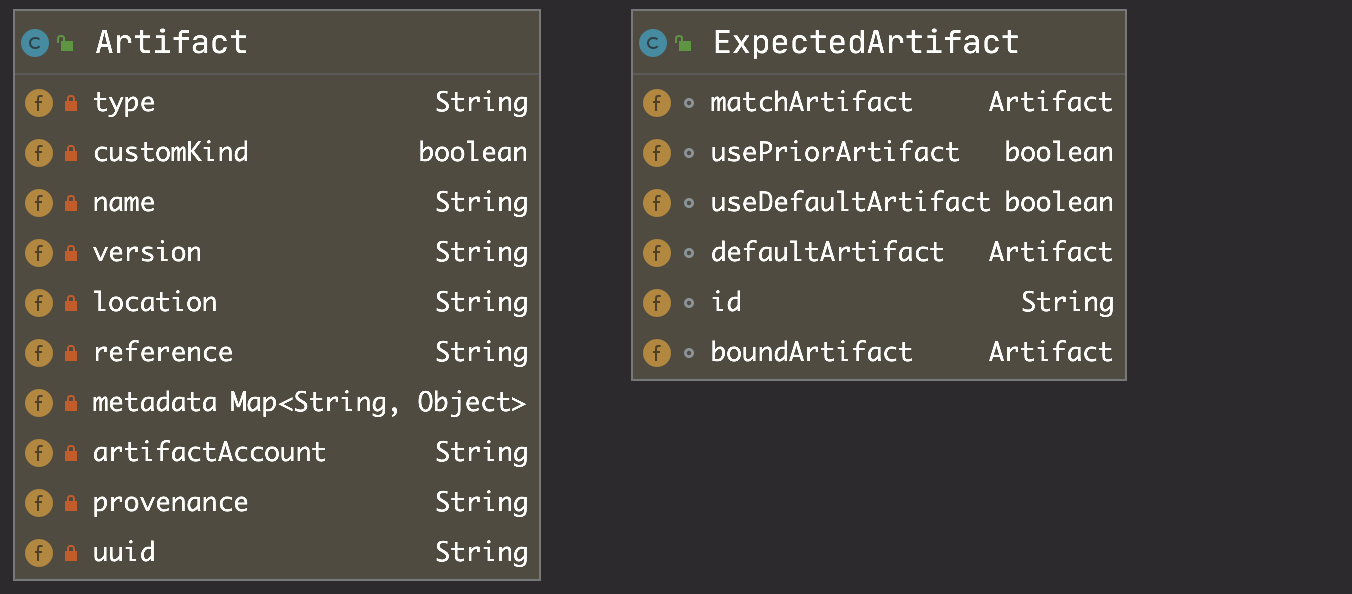 Artifact
type String
customKind boolean
name String
version String
location String
reference String
metadata Map<String, Object>
artifactAccount String
provenance String
uuid String
ExpectedArtifact
matchArtifact Artifact
usePriorArtifact boolean
useDefaultArtifact boolean
defaultArtifact Artifact
id String
boundArtifact Artifact